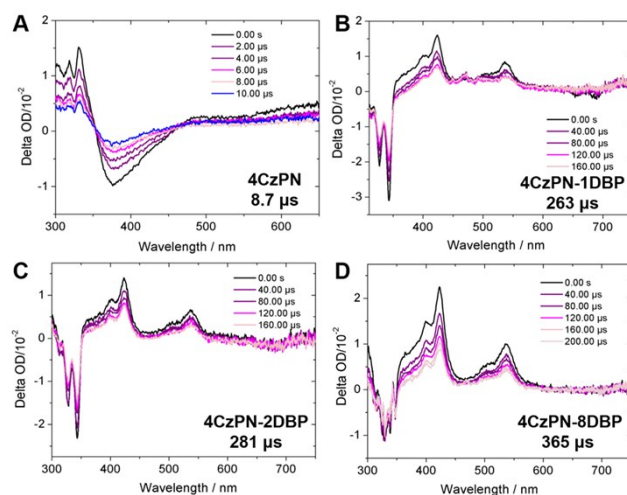 A
2
1
0
-1
Delta OD/10⁻²
0.00 s
2.00 µs
4.00 µs
6.00 µs
8.00 µs
10.00 µs
4CzPN
8.7 µs
300 350 400 450 500 550 600
Wavelength / nm
B
2
1
0
-1
-2
-3
Delta OD/10⁻²
0.00 s
40.00 µs
80.00 µs
120.00 µs
160.00 µs
4CzPN-1DBP
263 µs
400 500 600 700
Wavelength / nm
C
1
0
-1
-2
Delta OD/10⁻²
0.00 s
40.00 µs
80.00 µs
120.00 µs
160.00 µs
4CzPN-2DBP
281 µs
300 400 500 600 700
Wavelength / nm
D
2
1
0
-1
Delta OD/10⁻²
0.00 s
40.00 µs
80.00 µs
120.00 µs
160.00 µs
200.00 µs
4CzPN-8DBP
365 µs
300 400 500 600 700
Wavelength / nm